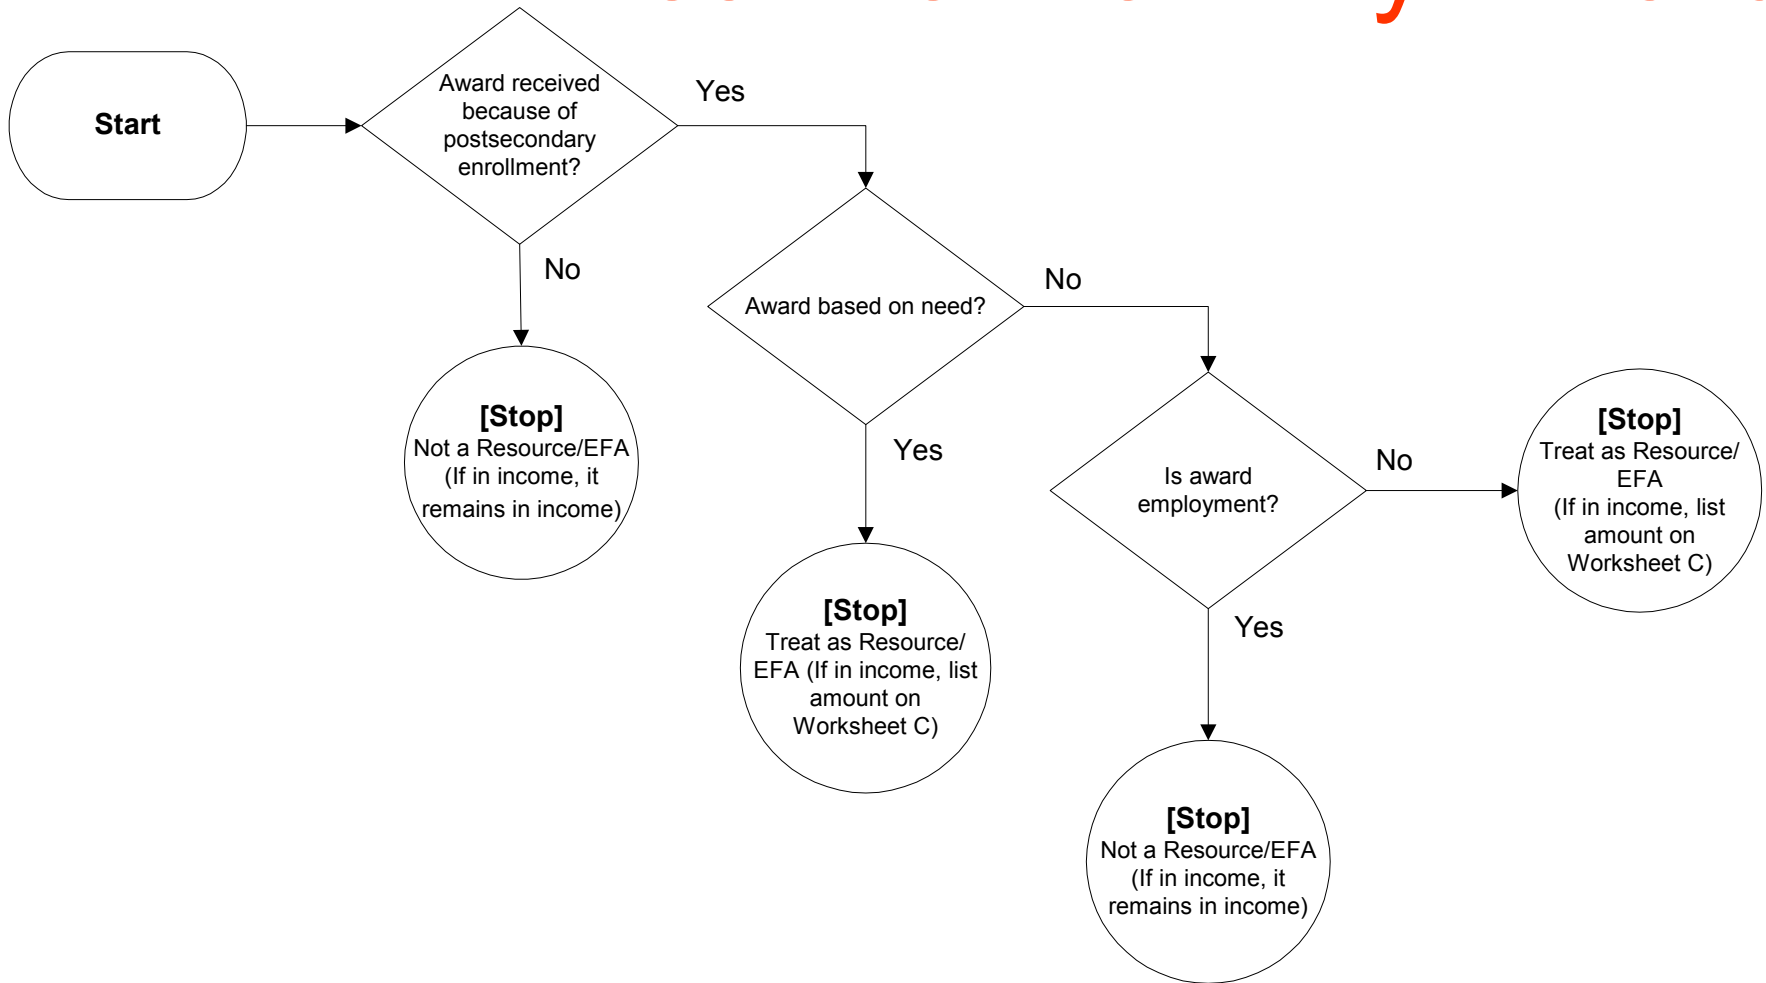 Start
Award received
because of
postsecondary
enrollment?
Yes
No
[Stop]
Not a Resource/EFA
(If in income, it
remains in income)
Award based on need?
No
Yes
[Stop]
Treat as Resource/
EFA (If in income, list
amount on
Worksheet C)
Is award
employment?
No
Yes
[Stop]
Treat as Resource/
EFA
(If in income, list
amount on
Worksheet C)
[Stop]
Not a Resource/EFA
(If in income, it
remains in income)